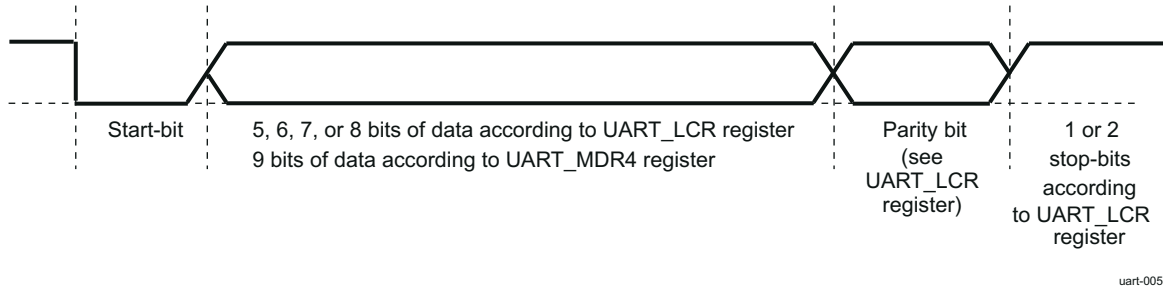 Start-bit
5, 6, 7, or 8 bits of data according to UART_LCR register
9 bits of data according to UART_MDR4 register
Parity bit
(see
UART_LCR
register)
1 or 2
stop-bits
according
to UART_LCR
register
uart-005